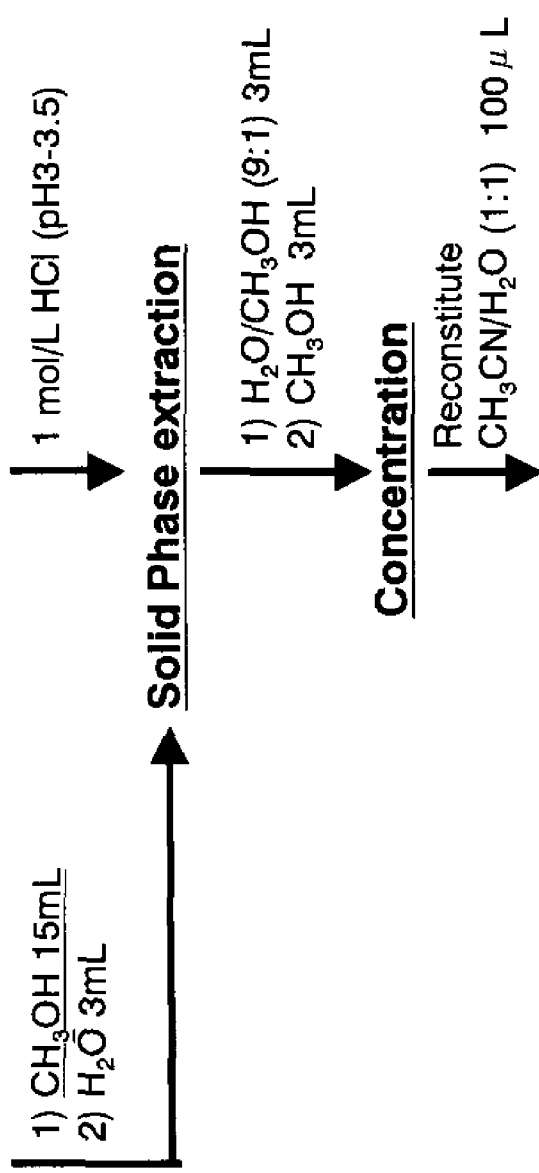 1) CH₃OH 15mL
2) H₂O 3mL
1 mol/L HCl (pH3-3.5)
Solid Phase extraction
1) H₂O/CH₃OH (9:1) 3mL
2) CH₃OH 3mL
Concentration
Reconstitute
CH₃CN/H₂O (1:1) 100μL